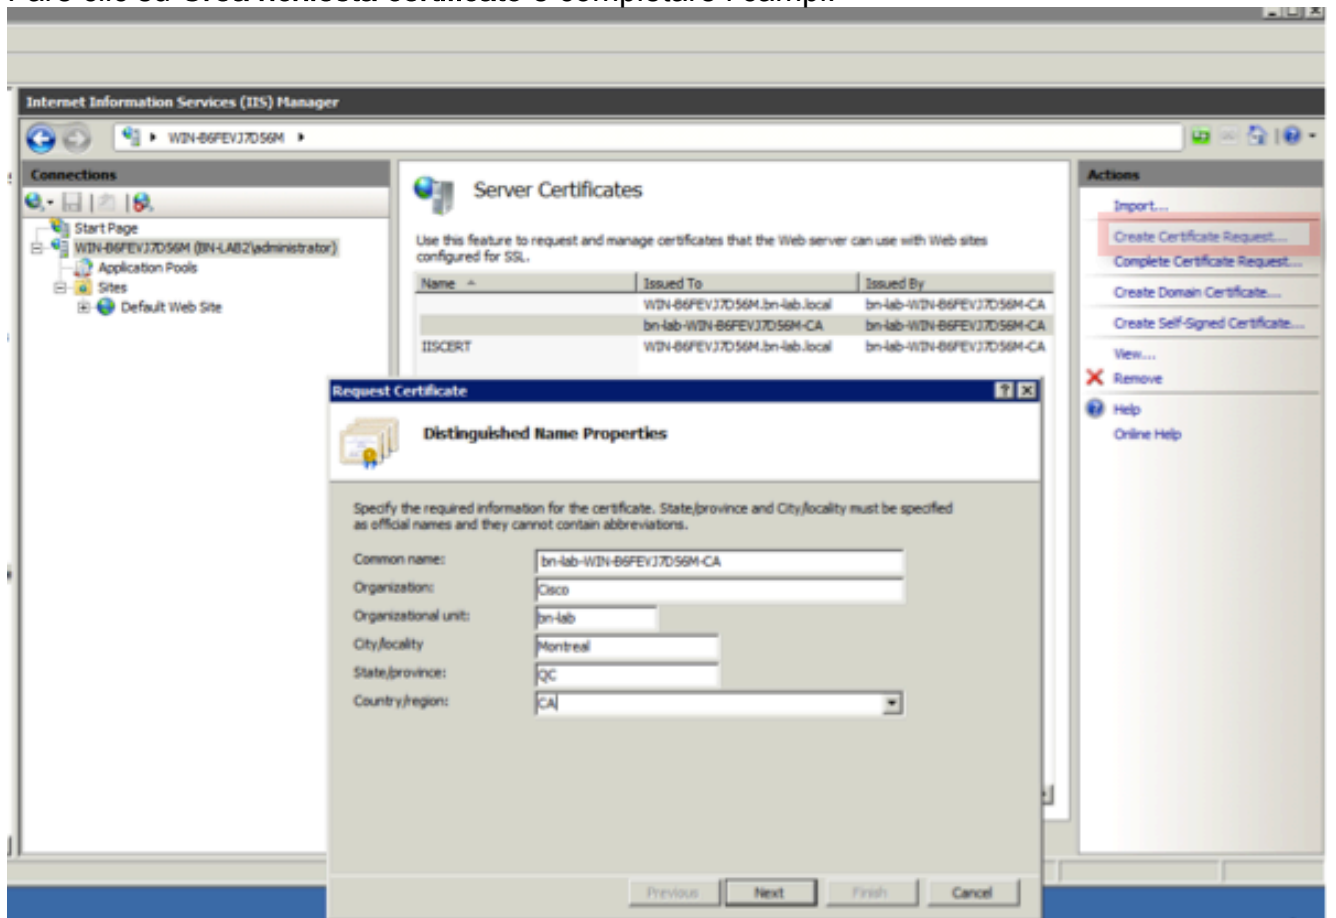 Fare clic su Crea richiesta certificato e completare i campi.
Internet Information Services (IIS) Manager
WIN-B6FEVJ7D56M
Connections
Start Page
WIN-B6FEVJ7D56M (BN-LAB2\administrator)
Application Pools
Sites
Default Web Site
Server Certificates
Use this feature to request and manage certificates that the Web server can use with Web sites
configured for SSL.
Name Issued To Issued By
WIN-B6FEVJ7D56M.bn-lab.local bn-lab-WIN-B6FEVJ7D56M-CA
bn-lab-WIN-B6FEVJ7D56M-CA bn-lab-WIN-B6FEVJ7D56M-CA
IISCERT WIN-B6FEVJ7D56M.bn-lab.local bn-lab-WIN-B6FEVJ7D56M-CA
Actions
Import...
Create Certificate Request...
Complete Certificate Request...
Create Domain Certificate...
Create Self-Signed Certificate...
View...
Remove
Help
Online Help
Request Certificate
Distinguished Name Properties
Specify the required information for the certificate. State/province and City/locality must be specified
as official names and they cannot contain abbreviations.
Common name: bn-lab-WIN-B6FEVJ7D56M-CA
Organization: Cisco
Organizational unit: bn-lab
City/locality Montreal
State/province: QC
Country/region: CA
Previous Next Finish Cancel